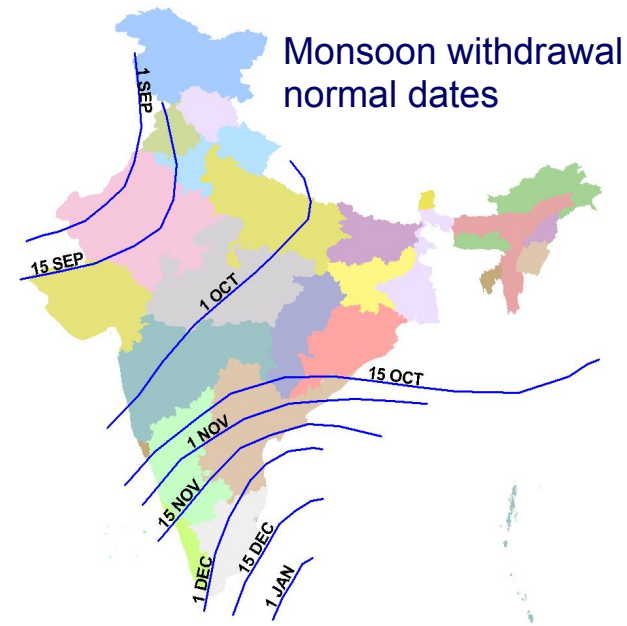 Monsoon withdrawal
normal dates
1 SEP
15 SEP
1 OCT
15 OCT
1 NOV
15 NOV
1 DEC
15 DEC
1 JAN